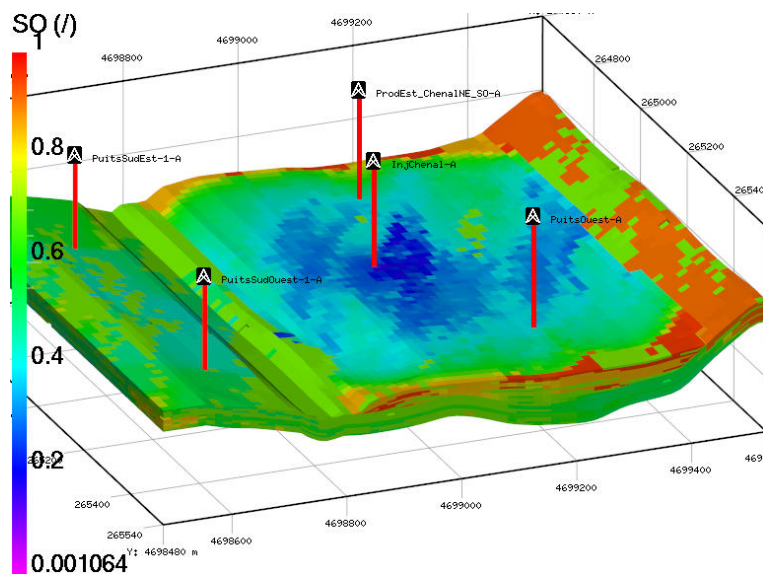 SO (/)
1
0.8
0.6
0.4
0.2
0.001064
4698800
4699000
4699200
264800
265000
265200
ProdEst_ChenalNE_SO-A
PuitsSudEst-1-A
InjChenal-A
PuitsOuest-A
PuitsSudOuest-1-A
265400
265540
Y: 4698480 m
4698600
4698800
4699000
4699200
4699400